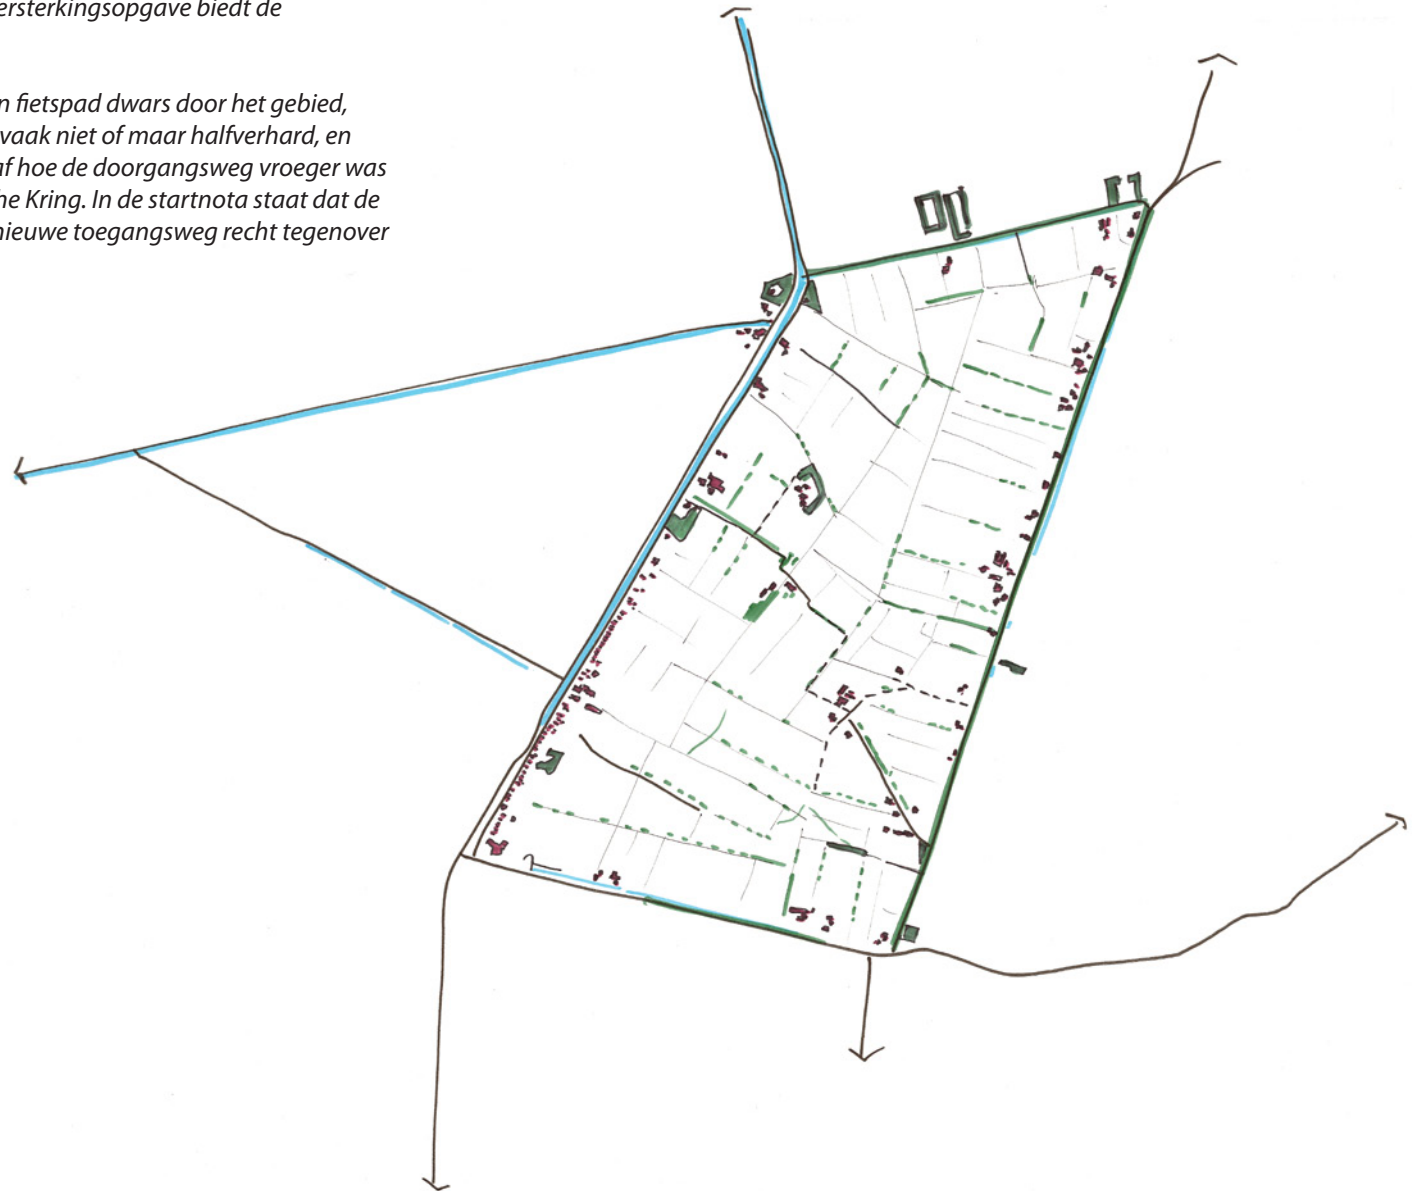 ersterkingsopgave biedt de
n fietspad dwars door het gebied,
vaak niet of maar halfverhard, en
af hoe de doorgangsweg vroeger was
he Kring. In de startnota staat dat de
nieuwe toegangsweg recht tegenover